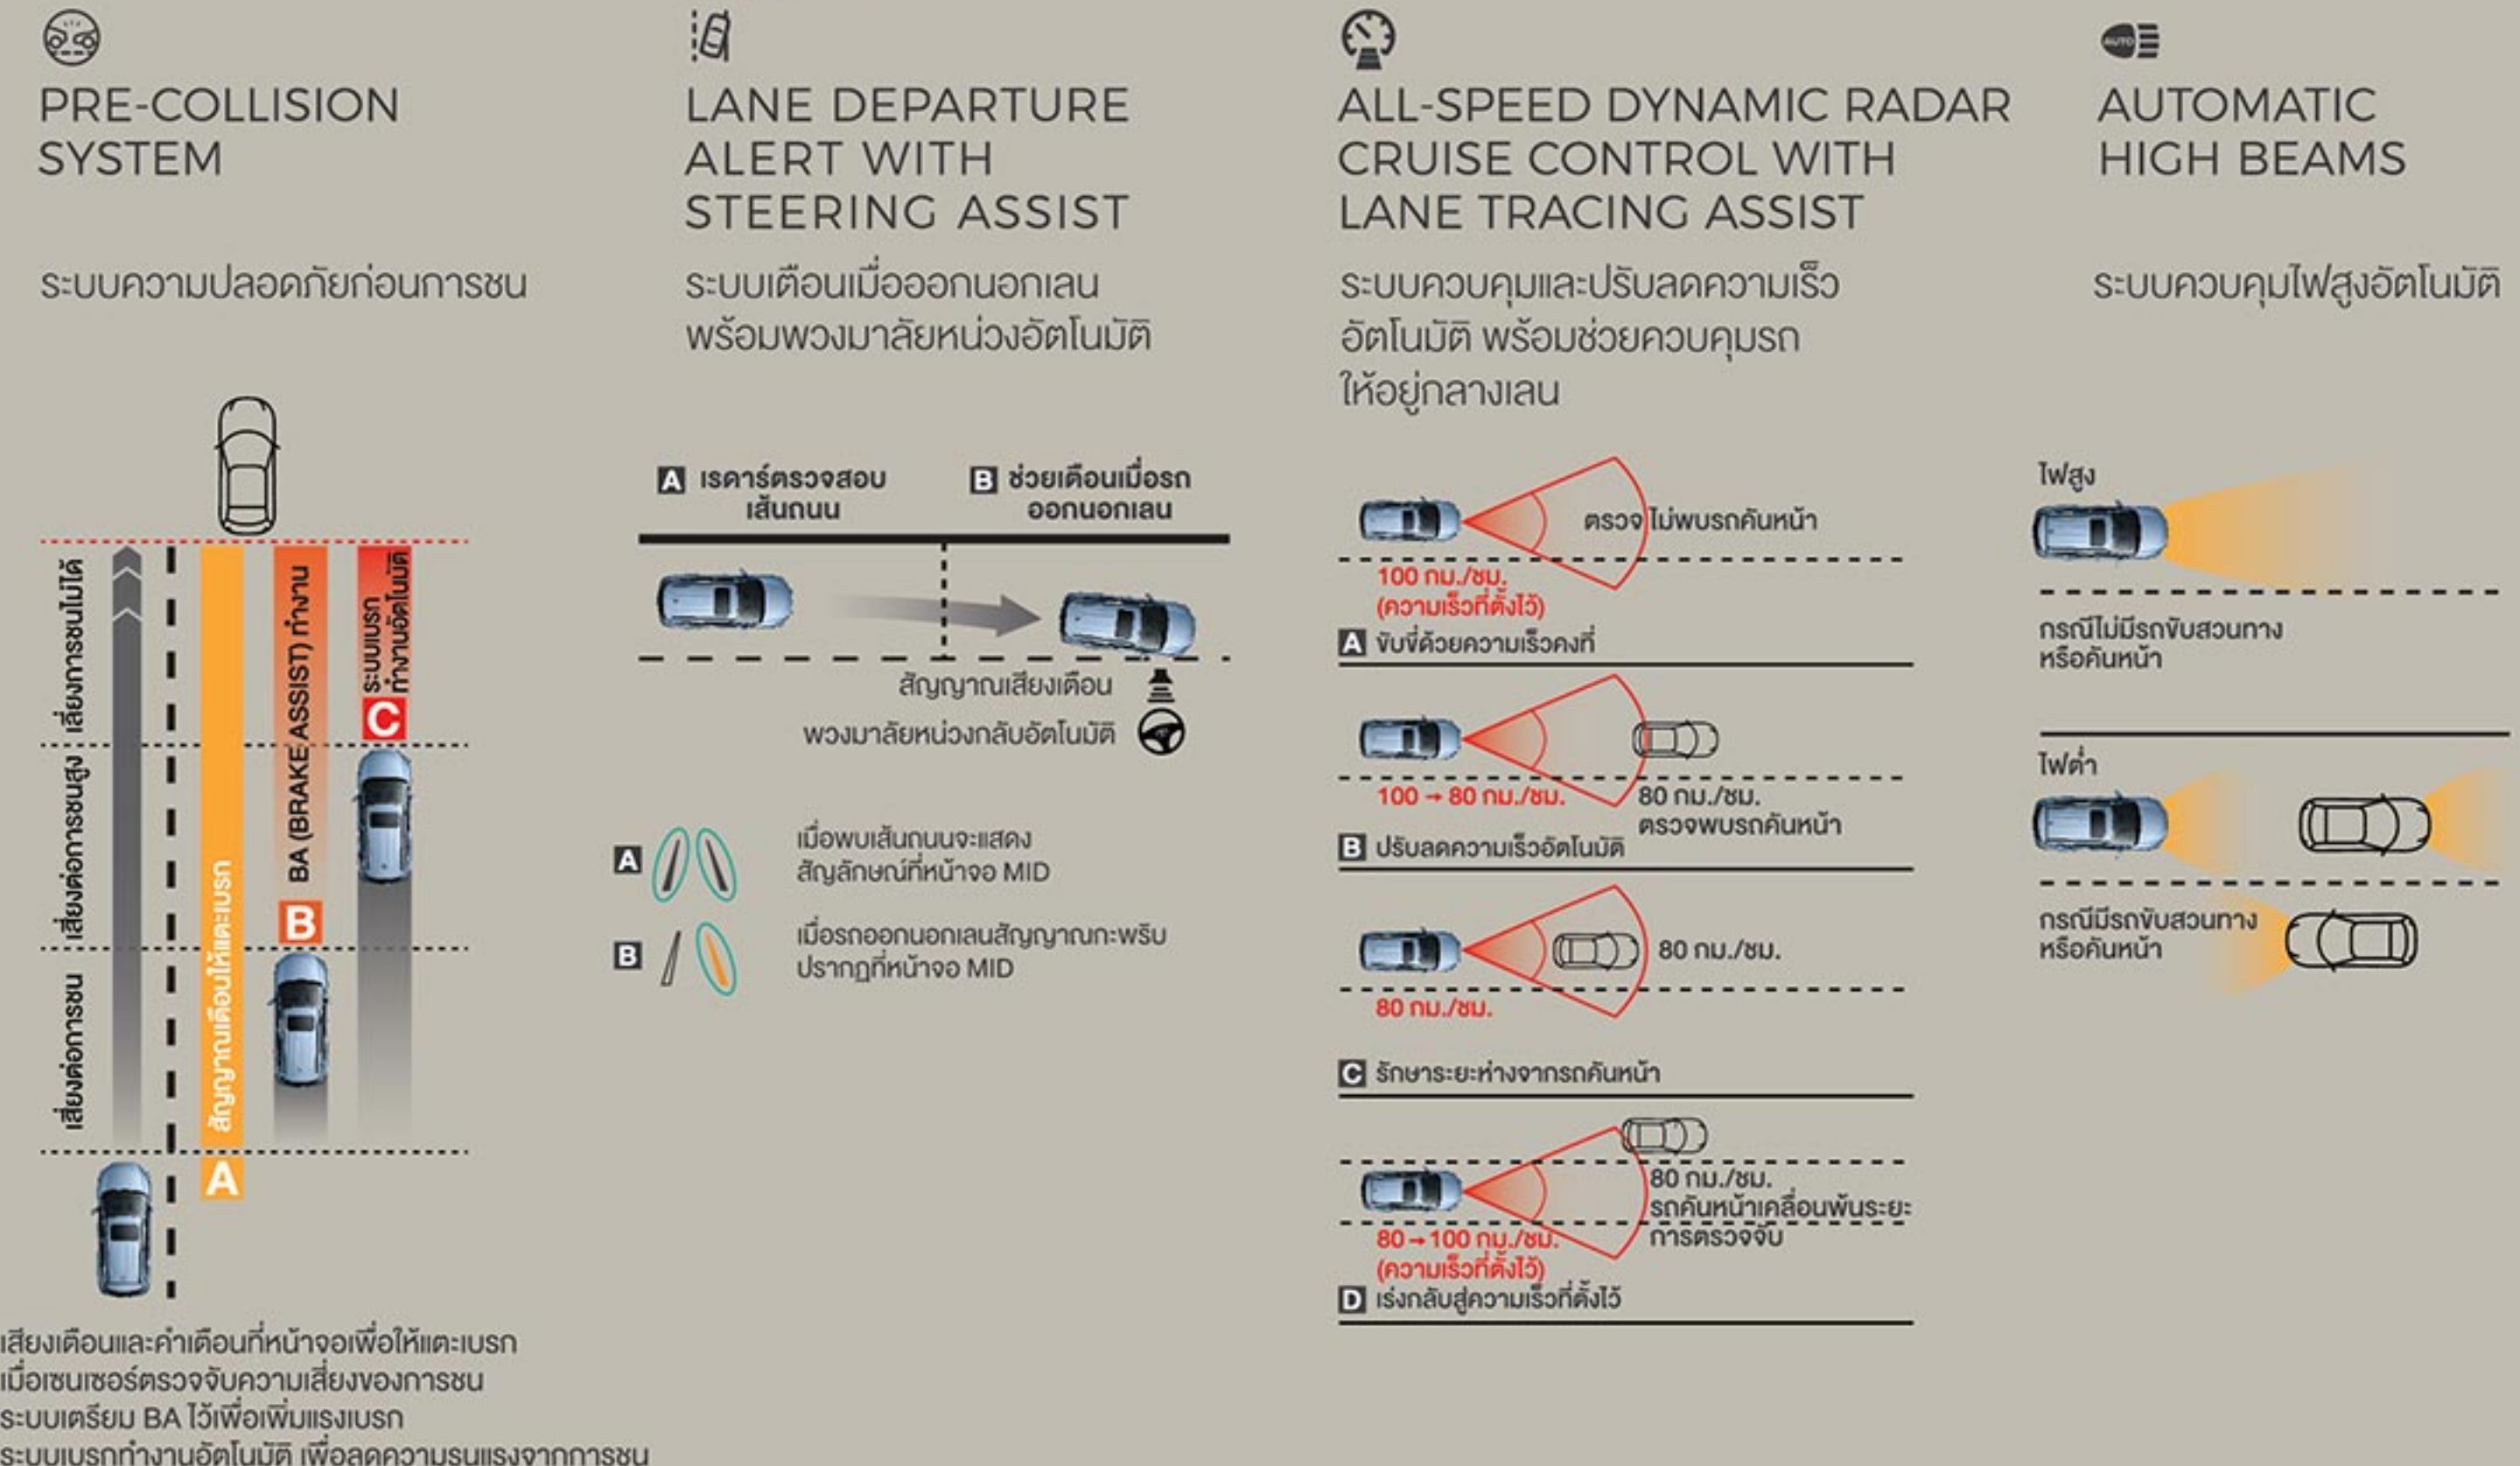 PRE-COLLISION
SYSTEM
ระบบความปลอดภัยก่อนการชน
เลี่ยงการชนไม่ได้
เสี่ยงต่อการชนสูง
เสี่ยงต่อการชน
สัญญาณเตือนให้แตะเบรก
A
BA (BRAKE ASSIST) ทำงาน
B
ระบบเบรก
ทำงานอัตโนมัติ
C
เสียงเตือนและคำเตือนที่หน้าจอเพื่อให้แตะเบรก
เมื่อเซนเซอร์ตรวจจับความเสี่ยงของการชน
ระบบเตรียม BA ไว้เพื่อเพิ่มแรงเบรก
ระบบเบรกทำงานอัตโนมัติ เพื่อลดความรุนแรงจากการชน
LANE DEPARTURE
ALERT WITH
STEERING ASSIST
ระบบเตือนเมื่อออกนอกเลน
พร้อมพวงมาลัยหน่วงอัตโนมัติ
A เรดาร์ตรวจสอบ
เส้นถนน
B ช่วยเตือนเมื่อรถ
ออกนอกเลน
สัญญาณเสียงเตือน
พวงมาลัยหน่วงกลับอัตโนมัติ
A เมื่อพบเส้นถนนจะแสดง
สัญลักษณ์ที่หน้าจอ MID
B เมื่อรถออกนอกเลนสัญญาณกะพริบ
ปรากฏที่หน้าจอ MID
ALL-SPEED DYNAMIC RADAR
CRUISE CONTROL WITH
LANE TRACING ASSIST
ระบบควบคุมและปรับลดความเร็ว
อัตโนมัติ พร้อมช่วยควบคุมรถ
ให้อยู่กลางเลน
ตรวจไม่พบรถคันหน้า
100 กม./ชม.
(ความเร็วที่ตั้งไว้)
A ขับขี่ด้วยความเร็วคงที่
100 → 80 กม./ชม.
80 กม./ชม.
ตรวจพบรถคันหน้า
B ปรับลดความเร็วอัตโนมัติ
80 กม./ชม.
80 กม./ชม.
C รักษาระยะห่างจากรถคันหน้า
80 กม./ชม.
รถคันหน้าเคลื่อนพ้นระยะ
การตรวจจับ
80 → 100 กม./ชม.
(ความเร็วที่ตั้งไว้)
D เร่งกลับสู่ความเร็วที่ตั้งไว้
AUTO
AUTOMATIC
HIGH BEAMS
ระบบควบคุมไฟสูงอัตโนมัติ
ไฟสูง
กรณีไม่มีรถขับสวนทาง
หรือคันหน้า
ไฟต่ำ
กรณีมีรถขับสวนทาง
หรือคันหน้า